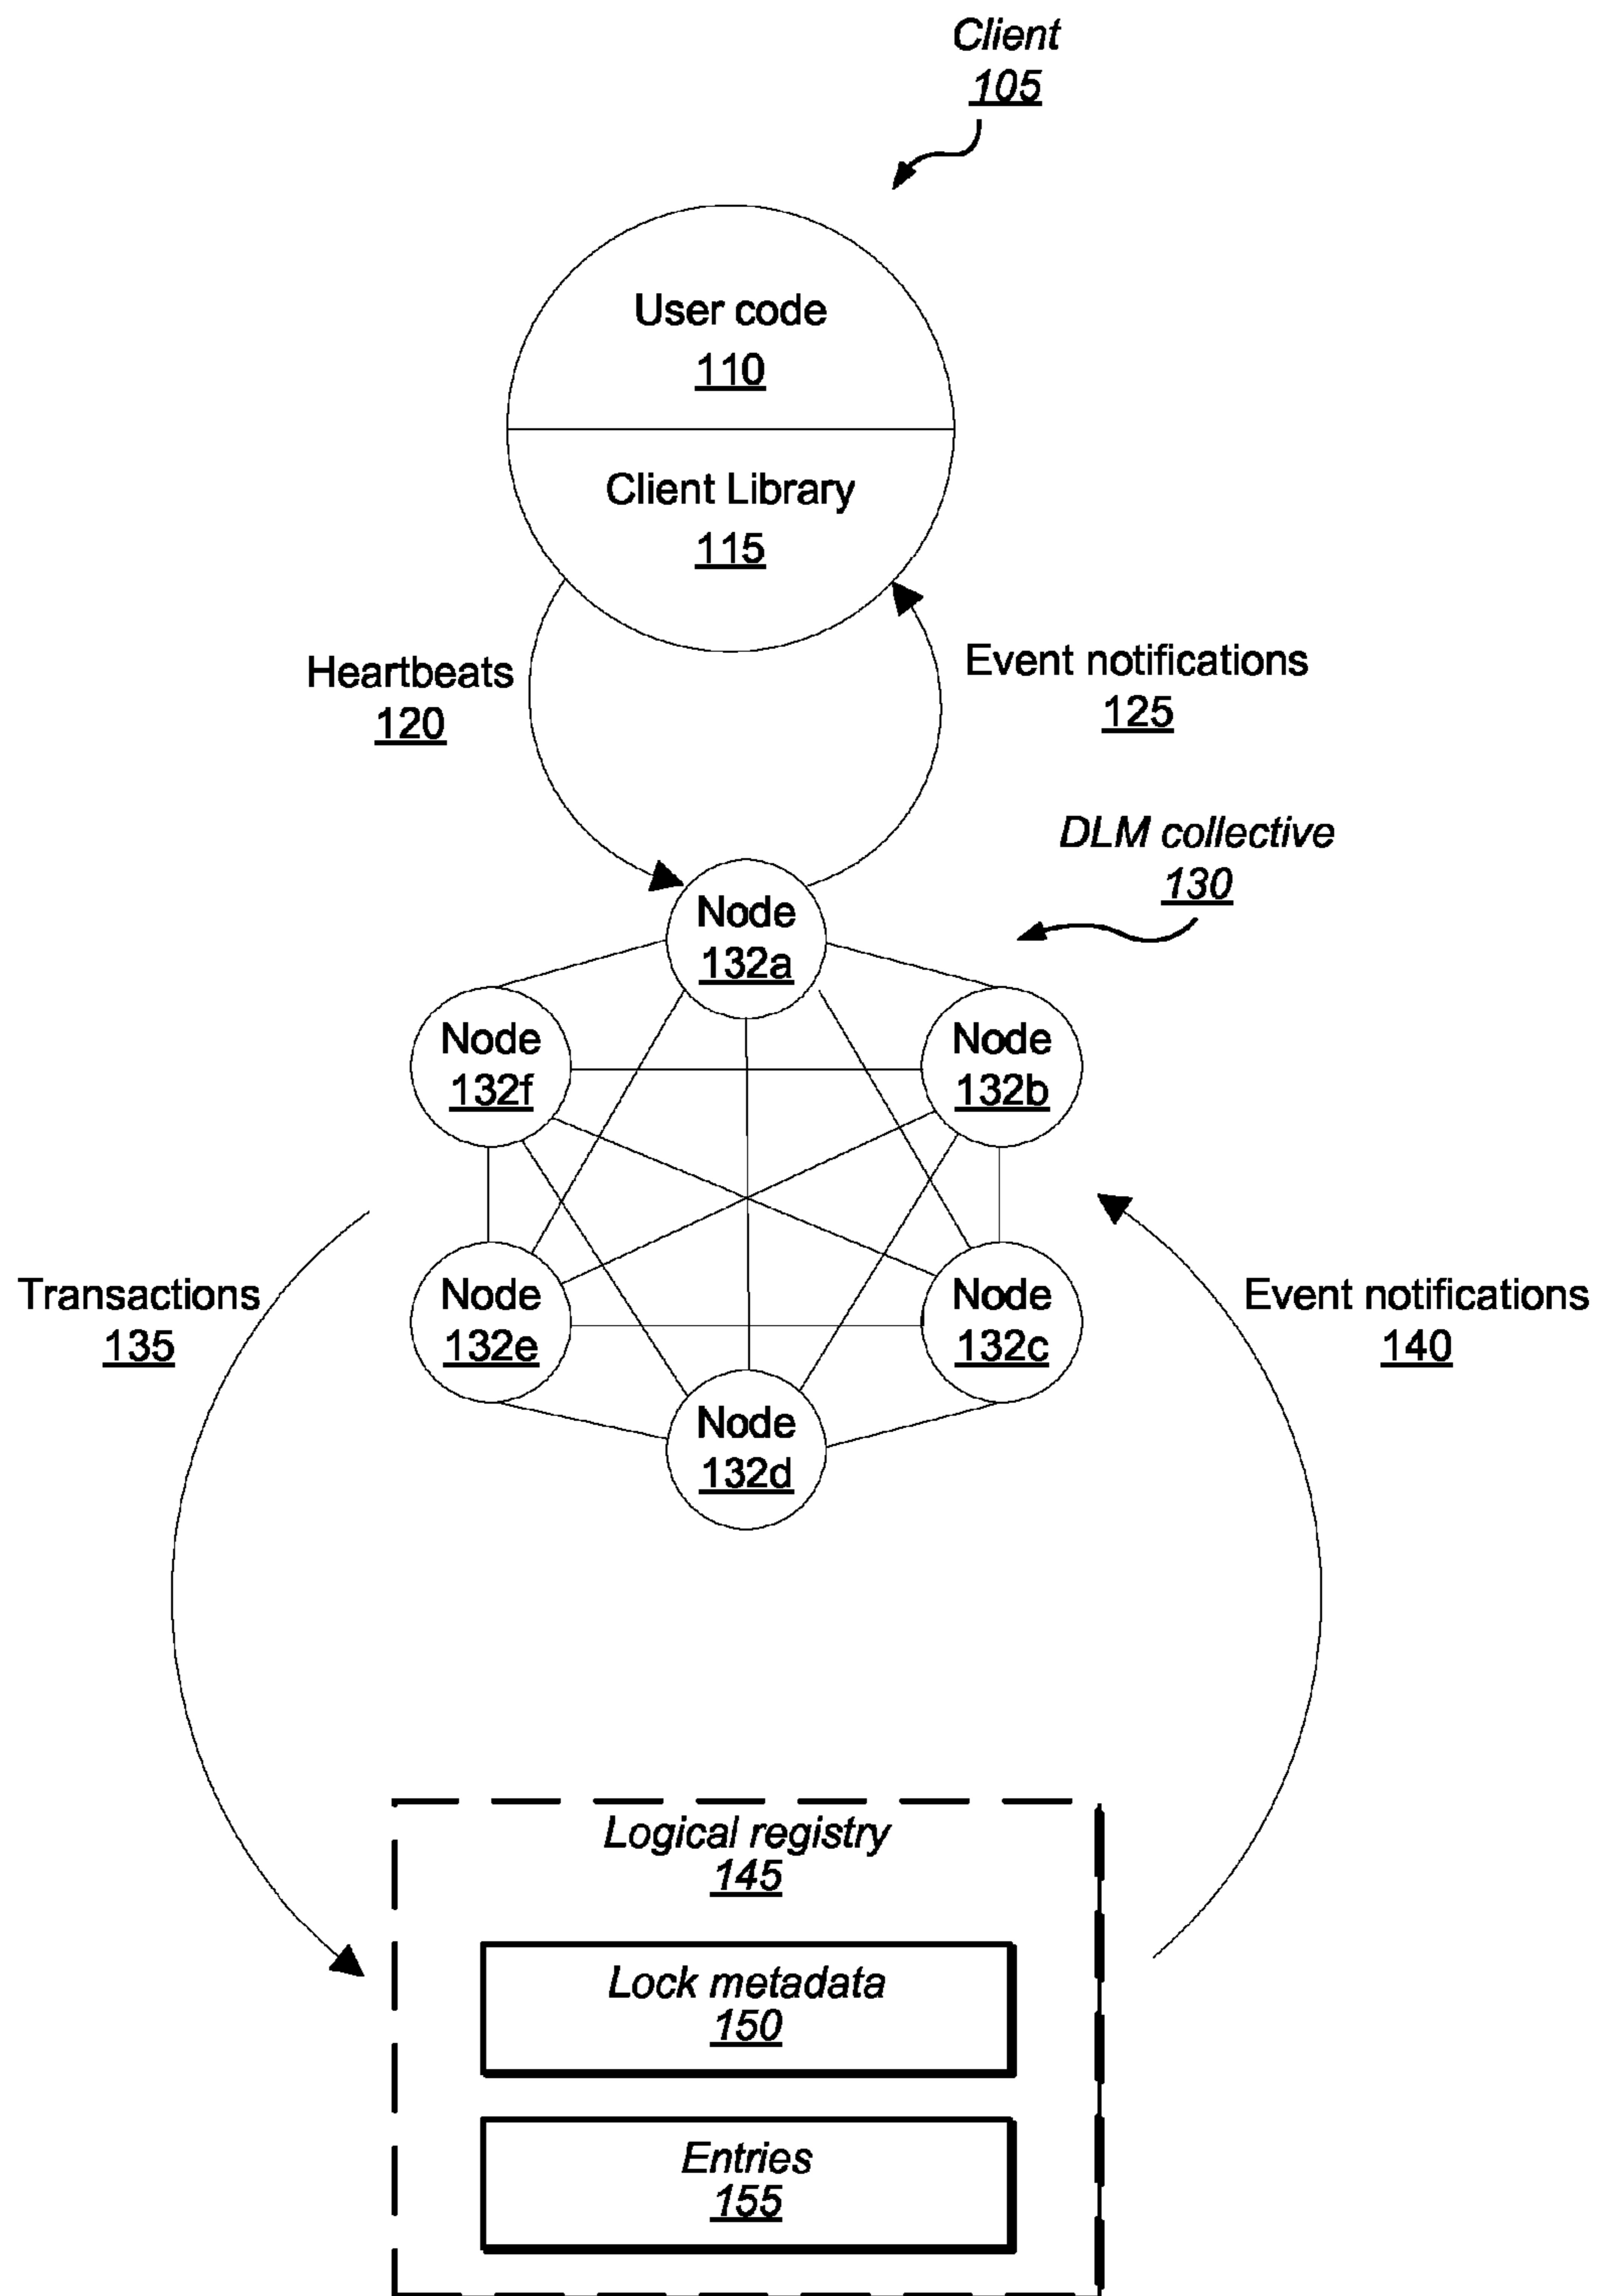 Client
105
User code
110
Client Library
115
Heartbeats
120
Event notifications
125
DLM collective
130
Node
132a
Node
132f
Node
132b
Transactions
135
Node
132e
Node
132c
Event notifications
140
Node
132d
Logical registry
145
Lock metadata
150
Entries
155